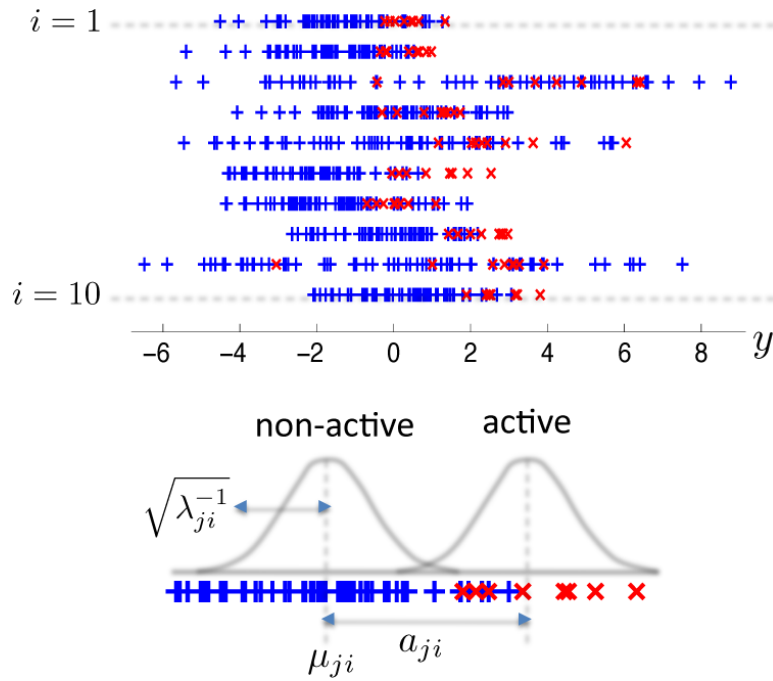 i = 1
i = 10
−6 −4 −2 0 2 4 6 8 y
non-active active
√λ_{ji}^{-1}
μ_{ji} a_{ji}